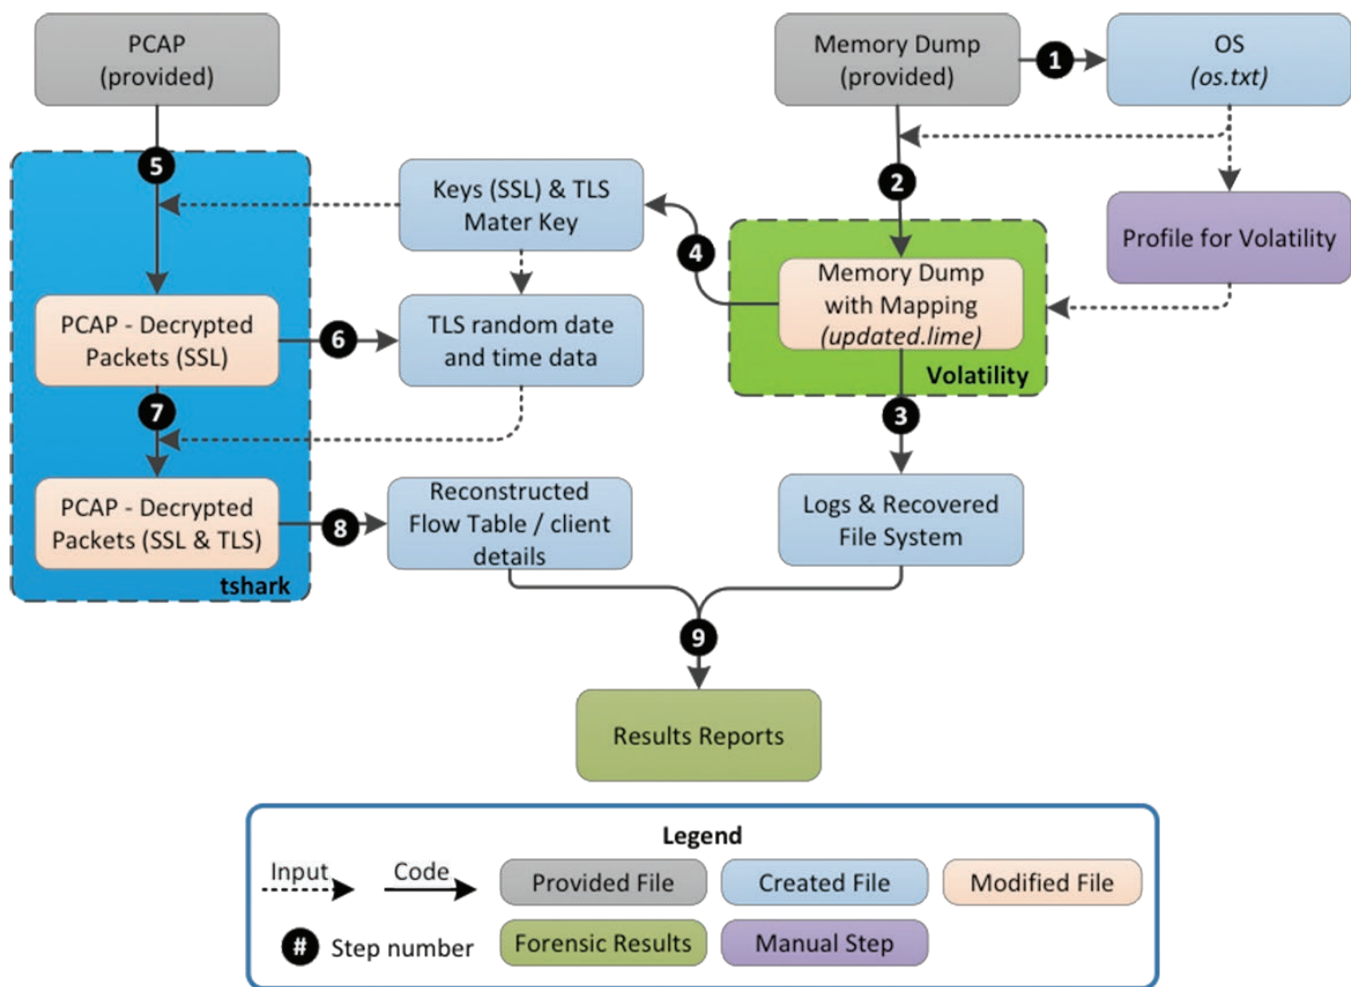 PCAP
(provided)
Memory Dump
(provided)
1
OS
(os.txt)
5
2
Keys (SSL) & TLS
Mater Key
4
Profile for Volatility
Memory Dump
with Mapping
(updated.lime)
Volatility
PCAP - Decrypted
Packets (SSL)
6
TLS random date
and time data
7
3
PCAP - Decrypted
Packets (SSL & TLS)
tshark
8
Reconstructed
Flow Table / client
details
Logs & Recovered
File System
9
Results Reports
Legend
Input
Code
Provided File
Created File
Modified File
# Step number
Forensic Results
Manual Step